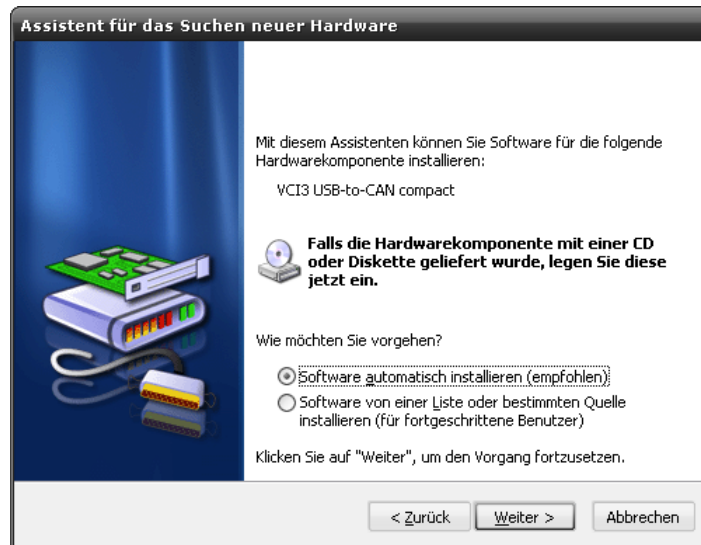 Assistent für das Suchen neuer Hardware
Mit diesem Assistenten können Sie Software für die folgende
Hardwarekomponente installieren:
VCI3 USB-to-CAN compact
Falls die Hardwarekomponente mit einer CD
oder Diskette geliefert wurde, legen Sie diese
jetzt ein.
Wie möchten Sie vorgehen?
Software automatisch installieren (empfohlen)
Software von einer Liste oder bestimmten Quelle
installieren (für fortgeschrittene Benutzer)
Klicken Sie auf "Weiter", um den Vorgang fortzusetzen.
< Zurück
Weiter >
Abbrechen